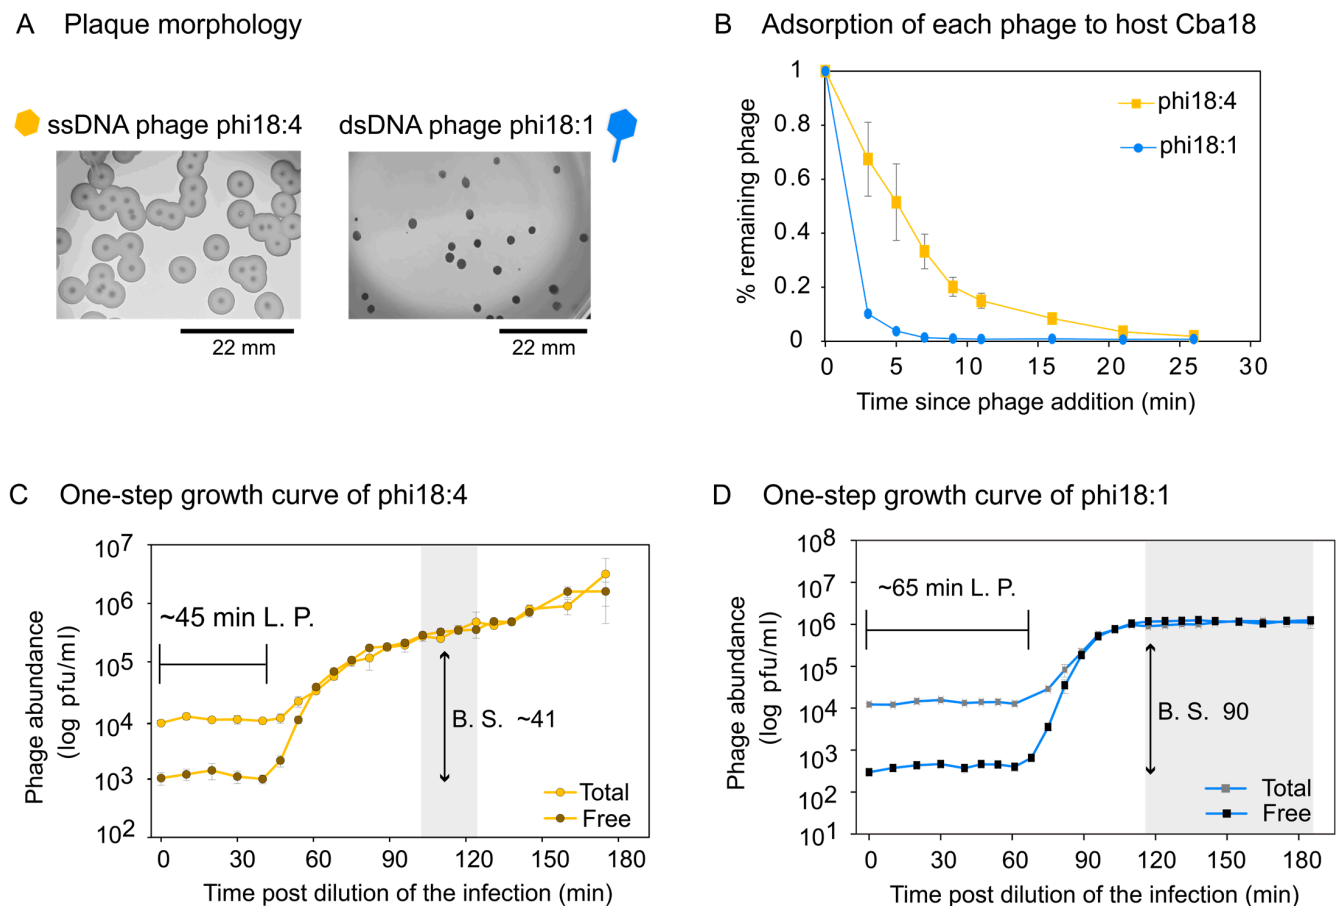 A Plaque morphology
ssDNA phage phi18:4
dsDNA phage phi18:1
22 mm
22 mm
B Adsorption of each phage to host Cba18
% remaining phage
1
0.8
0.6
0.4
0.2
0
0 5 10 15 20 25 30
Time since phage addition (min)
phi18:4
phi18:1
C One-step growth curve of phi18:4
Phage abundance
(log pfu/ml)
10^7
10^6
10^5
10^4
10^3
10^2
~45 min L. P.
B. S. ~41
Total
Free
0 30 60 90 120 150 180
Time post dilution of the infection (min)
D One-step growth curve of phi18:1
Phage abundance
(log pfu/ml)
10^8
10^7
10^6
10^5
10^4
10^3
10^2
10^1
~65 min L. P.
B. S. 90
Total
Free
0 30 60 90 120 150 180
Time post dilution of the infection (min)